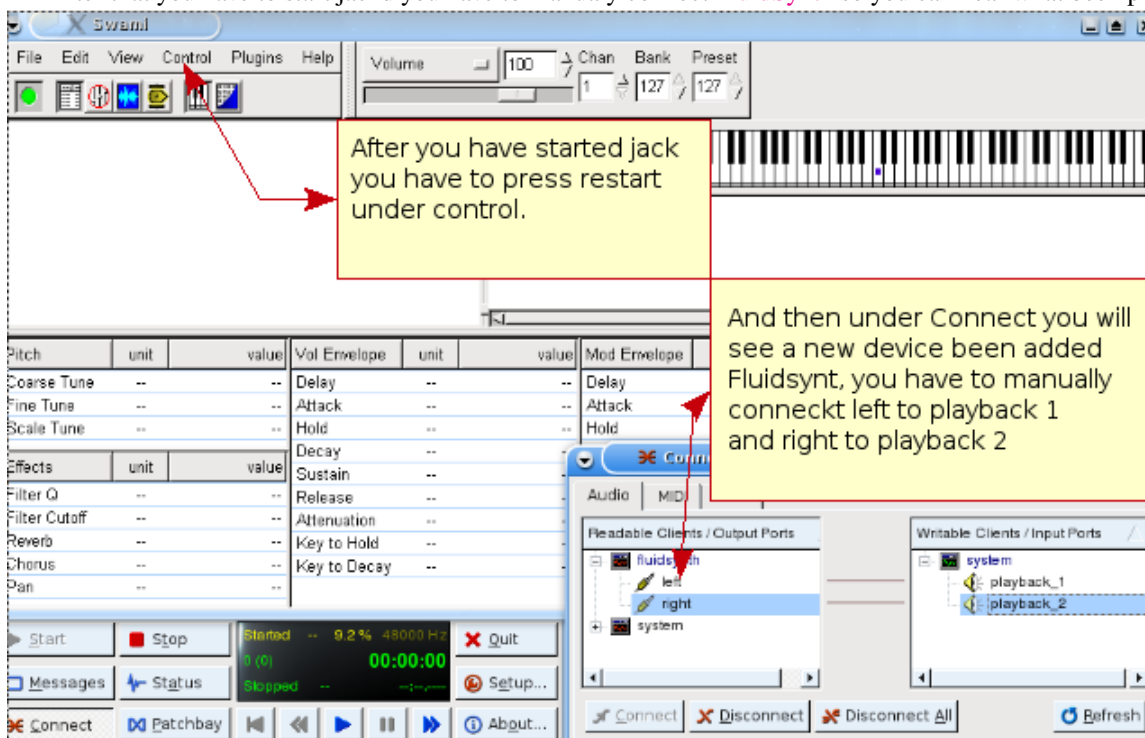 Swami
File Edit View Control Plugins Help
Volume 100
Chan Bank Preset
1 127 127
After you have started jack
you have to press restart
under control.
And then under Connect you will
see a new device been added
Fluidsynt, you have to manually
conneckt left to playback 1
and right to playback 2
Pitch unit value
Coarse Tune -- --
Fine Tune -- --
Scale Tune -- --
Effects unit value
Filter Q -- --
Filter Cutoff -- --
Reverb -- --
Chorus -- --
Pan -- --
Vol Envelope unit value
Delay -- --
Attack -- --
Hold -- --
Decay --
Sustain --
Release --
Attenuation --
Key to Hold --
Key to Decay --
Mod Envelope
Delay
Attack
Hold
Audio MIDI
Readable Clients / Output Ports
fluidsynth
left
right
system
Writable Clients / Input Ports
system
playback_1
playback_2
Connect Disconnect Disconnect All Refresh
Start Stop
Started -- 9.2 % 48000 Hz
0 (0) 00:00:00
Stopped -- --:--.----
Quit
Messages Status Setup...
Connect Patchbay About...